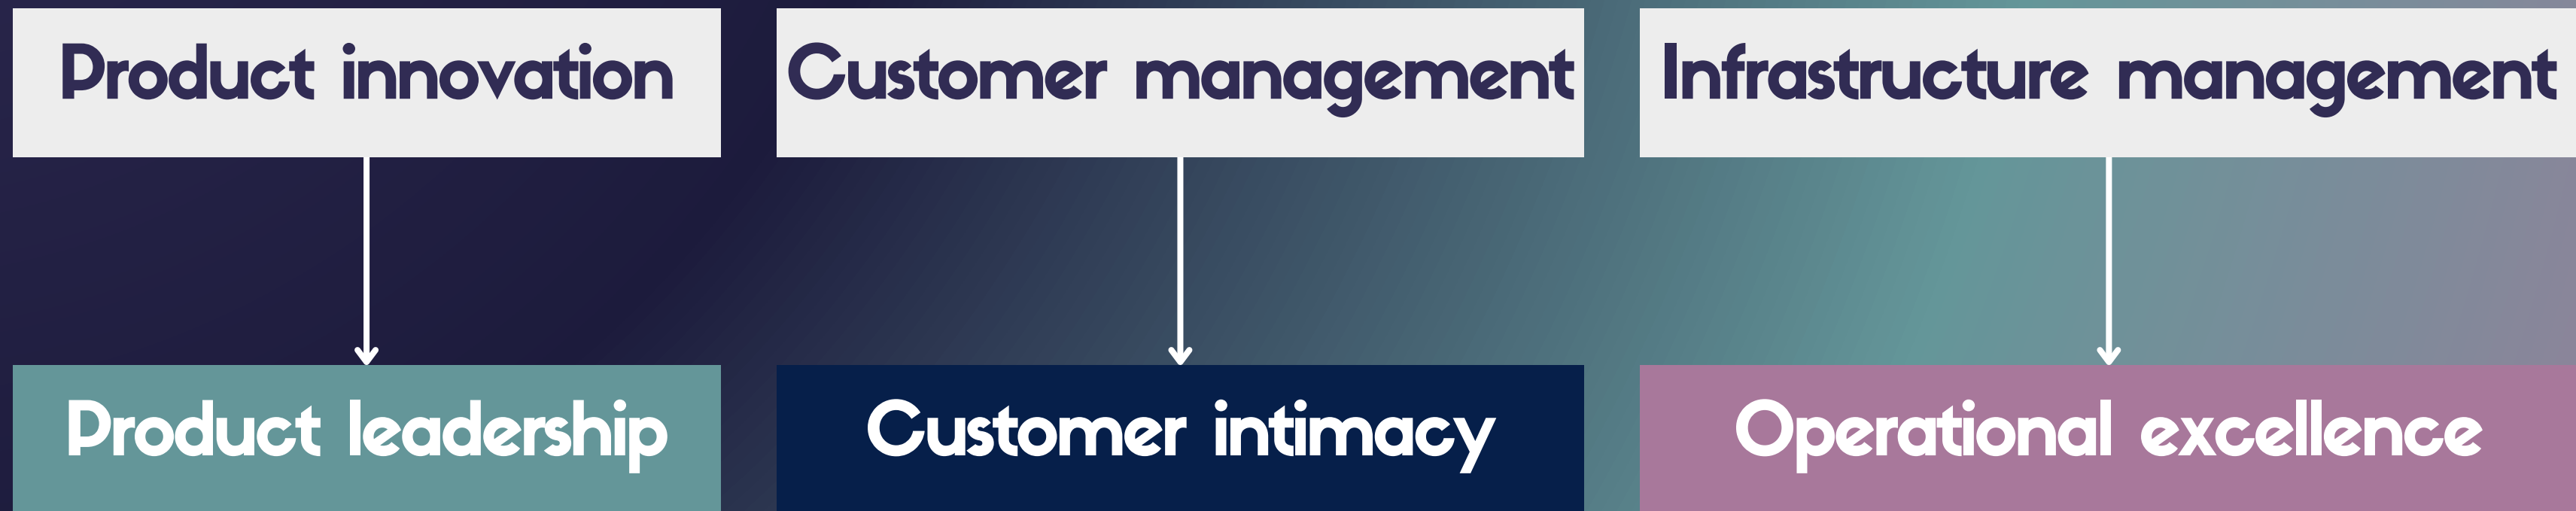 Product innovation
Customer management
Infrastructure management
Product leadership
Customer intimacy
Operational excellence